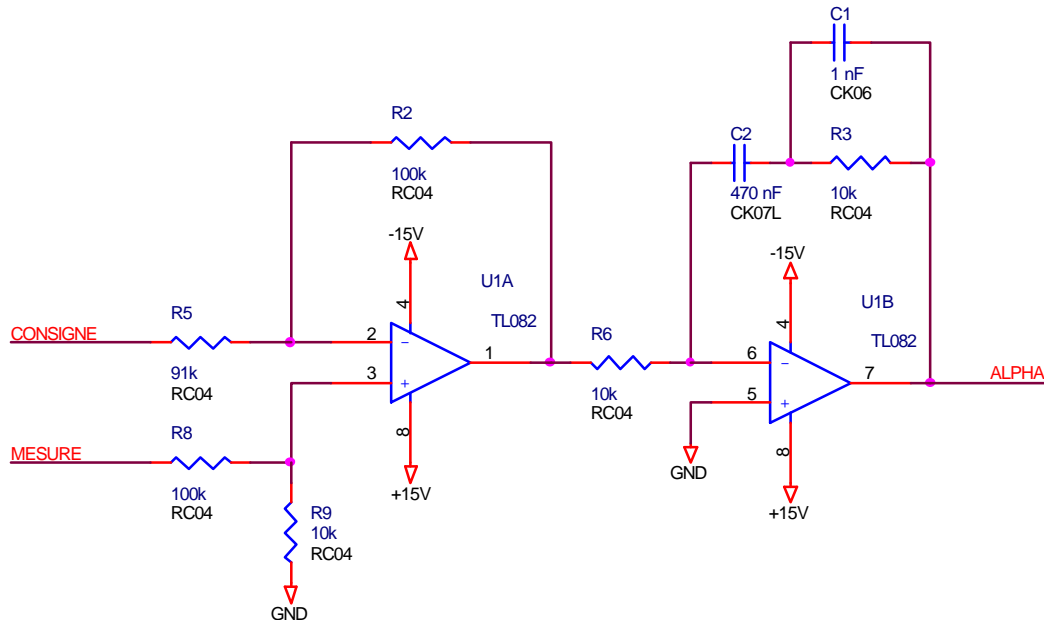 C1
1 nF
CK06
R2
100k
RC04
C2
470 nF
CK07L
R3
10k
RC04
-15V
4
U1A
TL082
-15V
4
U1B
TL082
CONSIGNE
R5
91k
RC04
2
3
1
8
+15V
R6
10k
RC04
6
5
7
8
+15V
ALPHA
GND
MESURE
R8
100k
RC04
R9
10k
RC04
GND